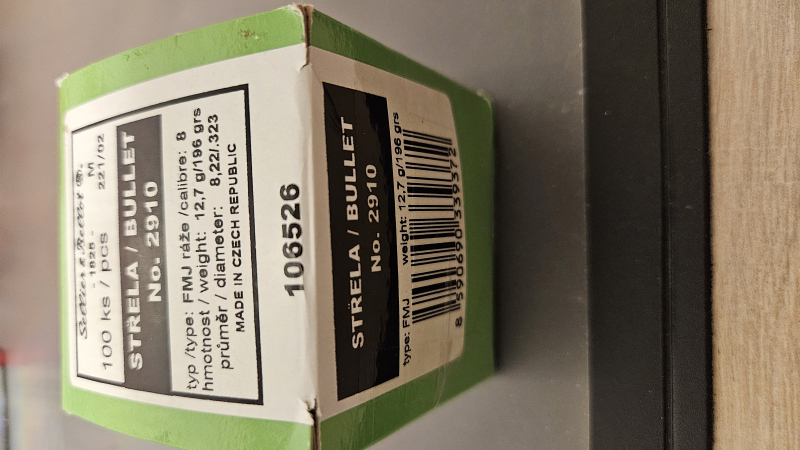 Sellier & Bellot
- 1825 -
100 ks / pcs
M
221/02
STŘELA / BULLET
No. 2910
typ /type: FMJ ráže /calibre: 8
hmotnost / weight: 12,7 g/196 grs
průměr / diameter: 8,22/.323
MADE IN CZECH REPUBLIC
106526
STŘELA / BULLET
No. 2910
type: FMJ weight: 12,7 g/196 grs
8 590690 339372